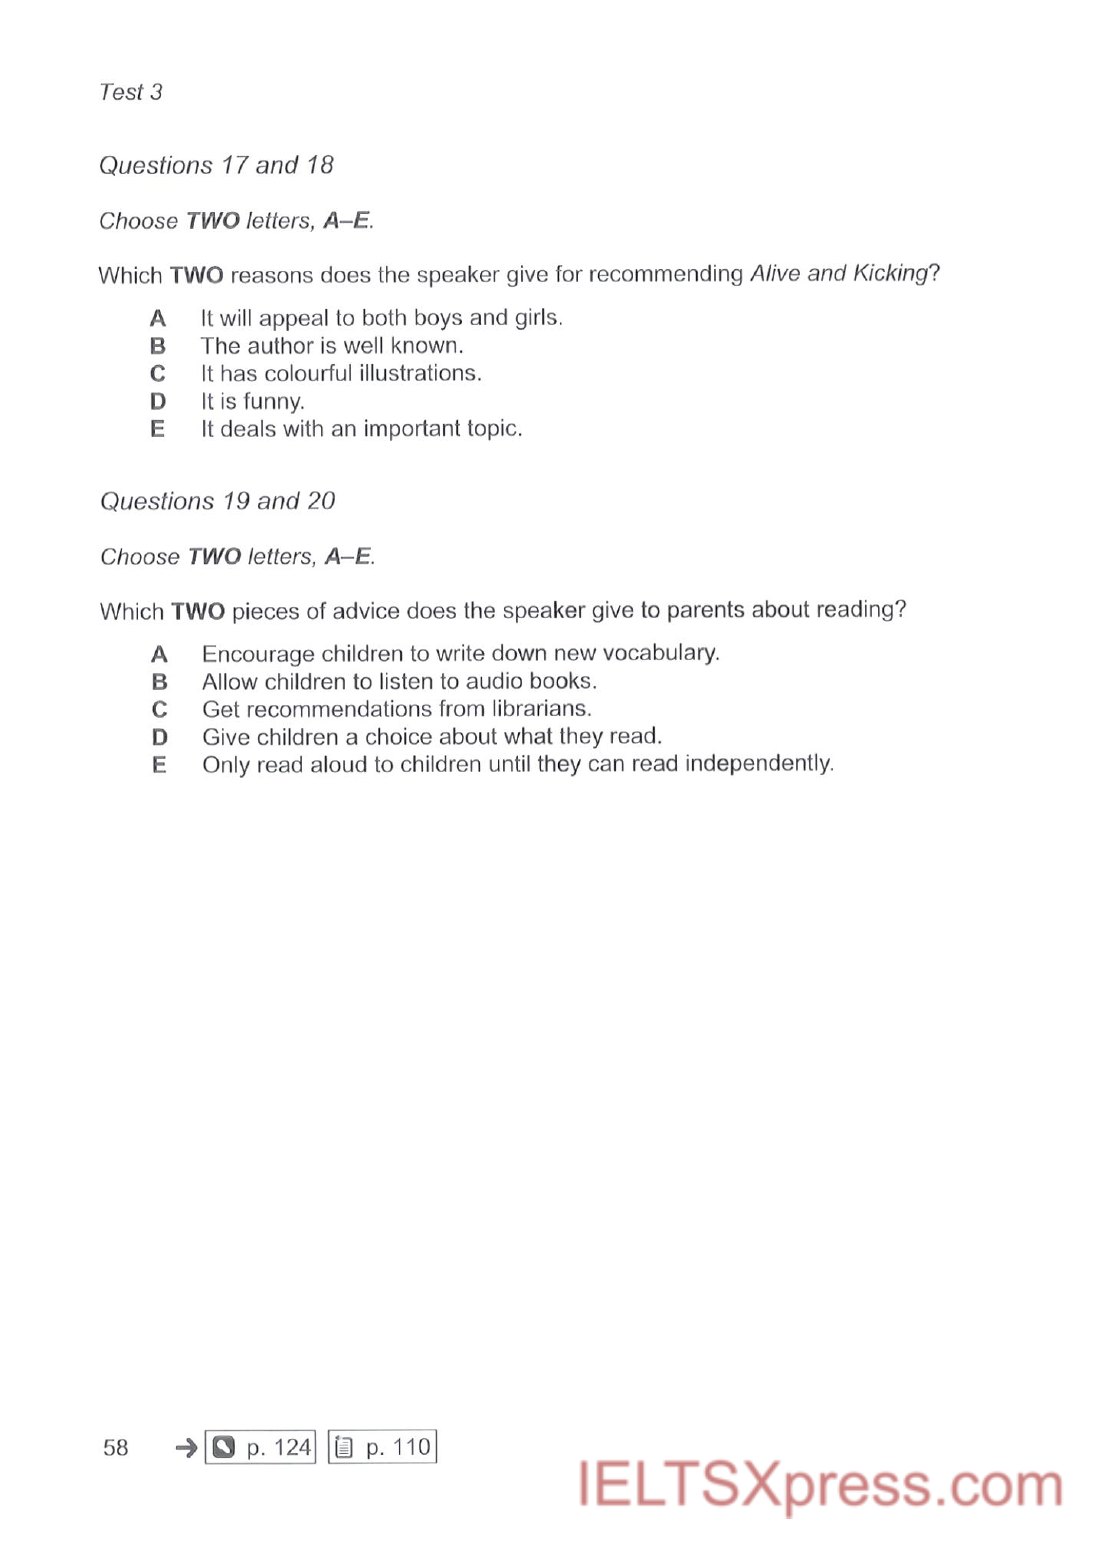 Test 3
Questions 17 and 18
Choose TWO letters, A–E.
Which TWO reasons does the speaker give for recommending Alive and Kicking?
A It will appeal to both boys and girls.
B The author is well known.
C It has colourful illustrations.
D It is funny.
E It deals with an important topic.
Questions 19 and 20
Choose TWO letters, A–E.
Which TWO pieces of advice does the speaker give to parents about reading?
A Encourage children to write down new vocabulary.
B Allow children to listen to audio books.
C Get recommendations from librarians.
D Give children a choice about what they read.
E Only read aloud to children until they can read independently.
58 → p. 124 p. 110
IELTSXpress.com